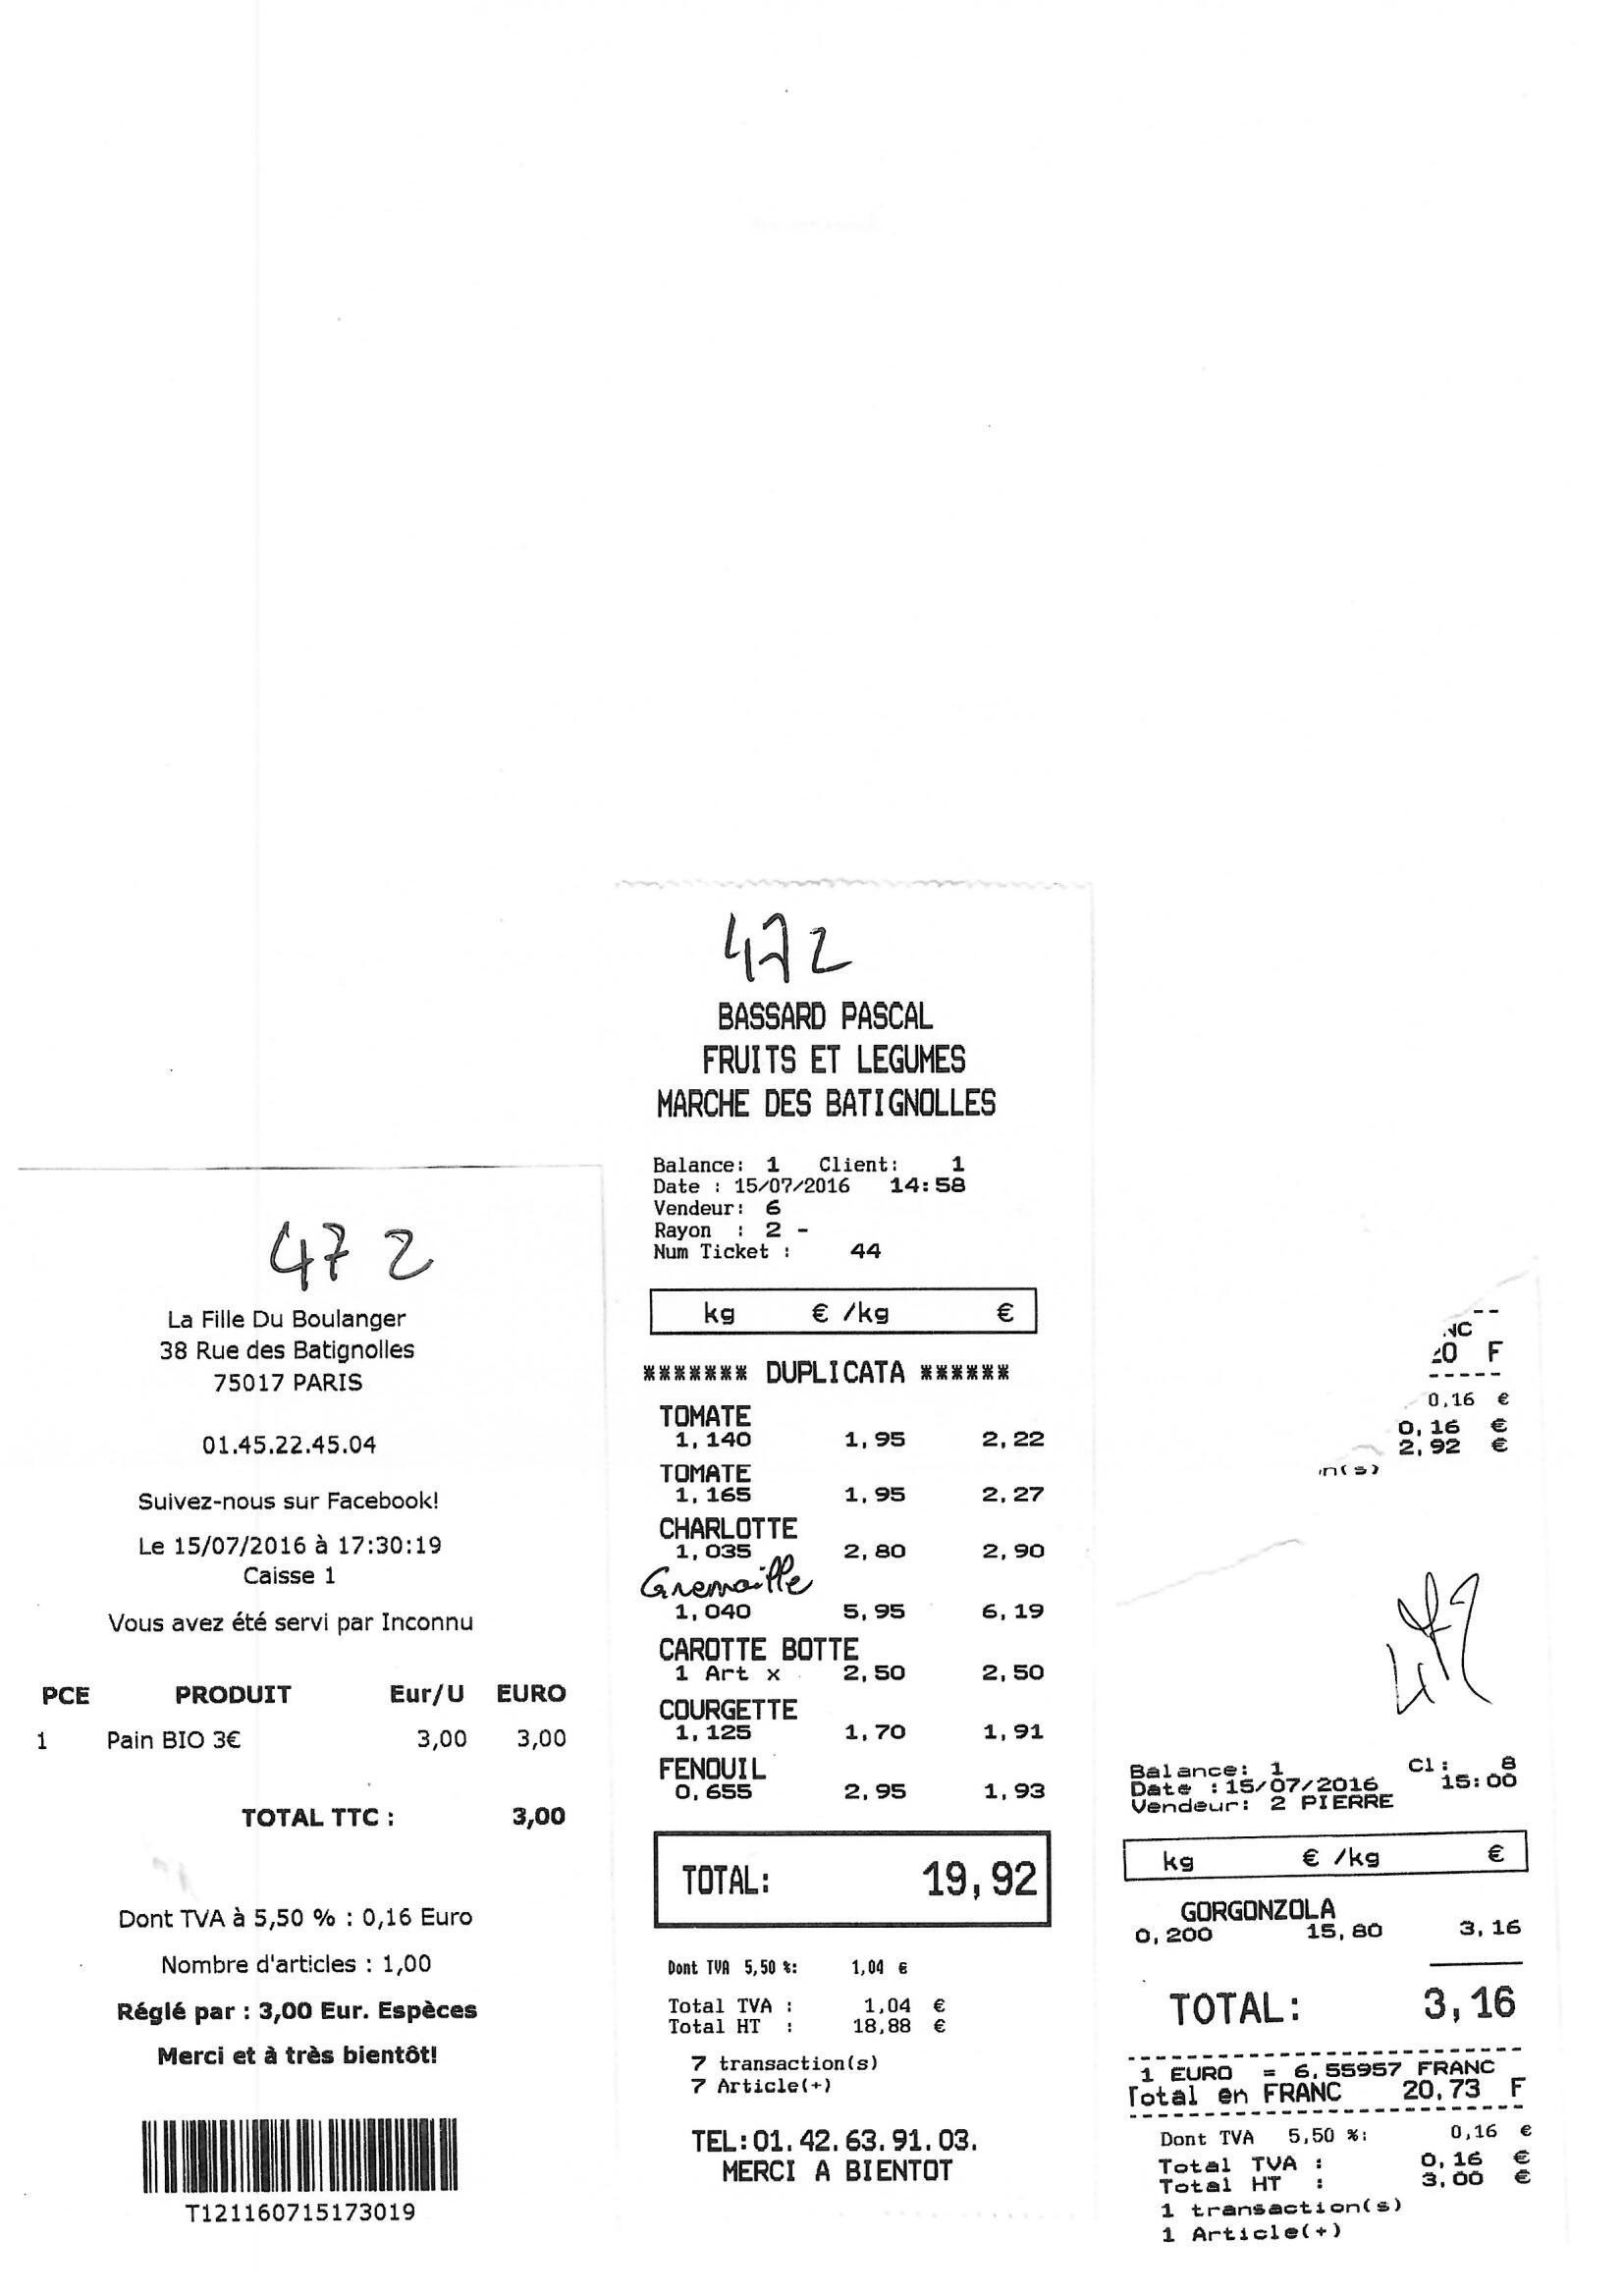 472
La Fille Du Boulanger
38 Rue des Batignolles
75017 PARIS
01.45.22.45.04
Suivez-nous sur Facebook!
Le 15/07/2016 à 17:30:19
Caisse 1
Vous avez été servi par Inconnu
PCE PRODUIT Eur/U EURO
1 Pain BIO 3€ 3,00 3,00
TOTAL TTC : 3,00
Dont TVA à 5,50 % : 0,16 Euro
Nombre d'articles : 1,00
Réglé par : 3,00 Eur. Espèces
Merci et à très bientôt!
T121160715173019
472
BASSARD PASCAL
FRUITS ET LEGUMES
MARCHE DES BATIGNOLLES
Balance: 1 Client: 1
Date : 15/07/2016 14:58
Vendeur: 6
Rayon : 2 -
Num Ticket : 44
kg € /kg €
******* DUPLICATA ******
TOMATE
1,140 1,95 2,22
TOMATE
1,165 1,95 2,27
CHARLOTTE
1,035 2,80 2,90
Grenaille
1,040 5,95 6,19
CAROTTE BOTTE
1 Art x 2,50 2,50
COURGETTE
1,125 1,70 1,91
FENOUIL
0,655 2,95 1,93
TOTAL: 19,92
Dont TVA 5,50 %: 1,04 €
Total TVA : 1,04 €
Total HT : 18,88 €
7 transaction(s)
7 Article(+)
TEL:01.42.63.91.03.
MERCI A BIENTOT
F
0,16 €
0,16 €
2,92 €
n(s)
472
Balance: 1 Cl: 8
Date :15/07/2016 15:00
Vendeur: 2 PIERRE
kg € /kg €
GORGONZOLA
0,200 15,80 3,16
TOTAL: 3,16
1 EURO = 6,55957 FRANC
Total en FRANC 20,73 F
Dont TVA 5,50 %: 0,16 €
Total TVA : 0,16 €
Total HT : 3,00 €
1 transaction(s)
1 Article(+)